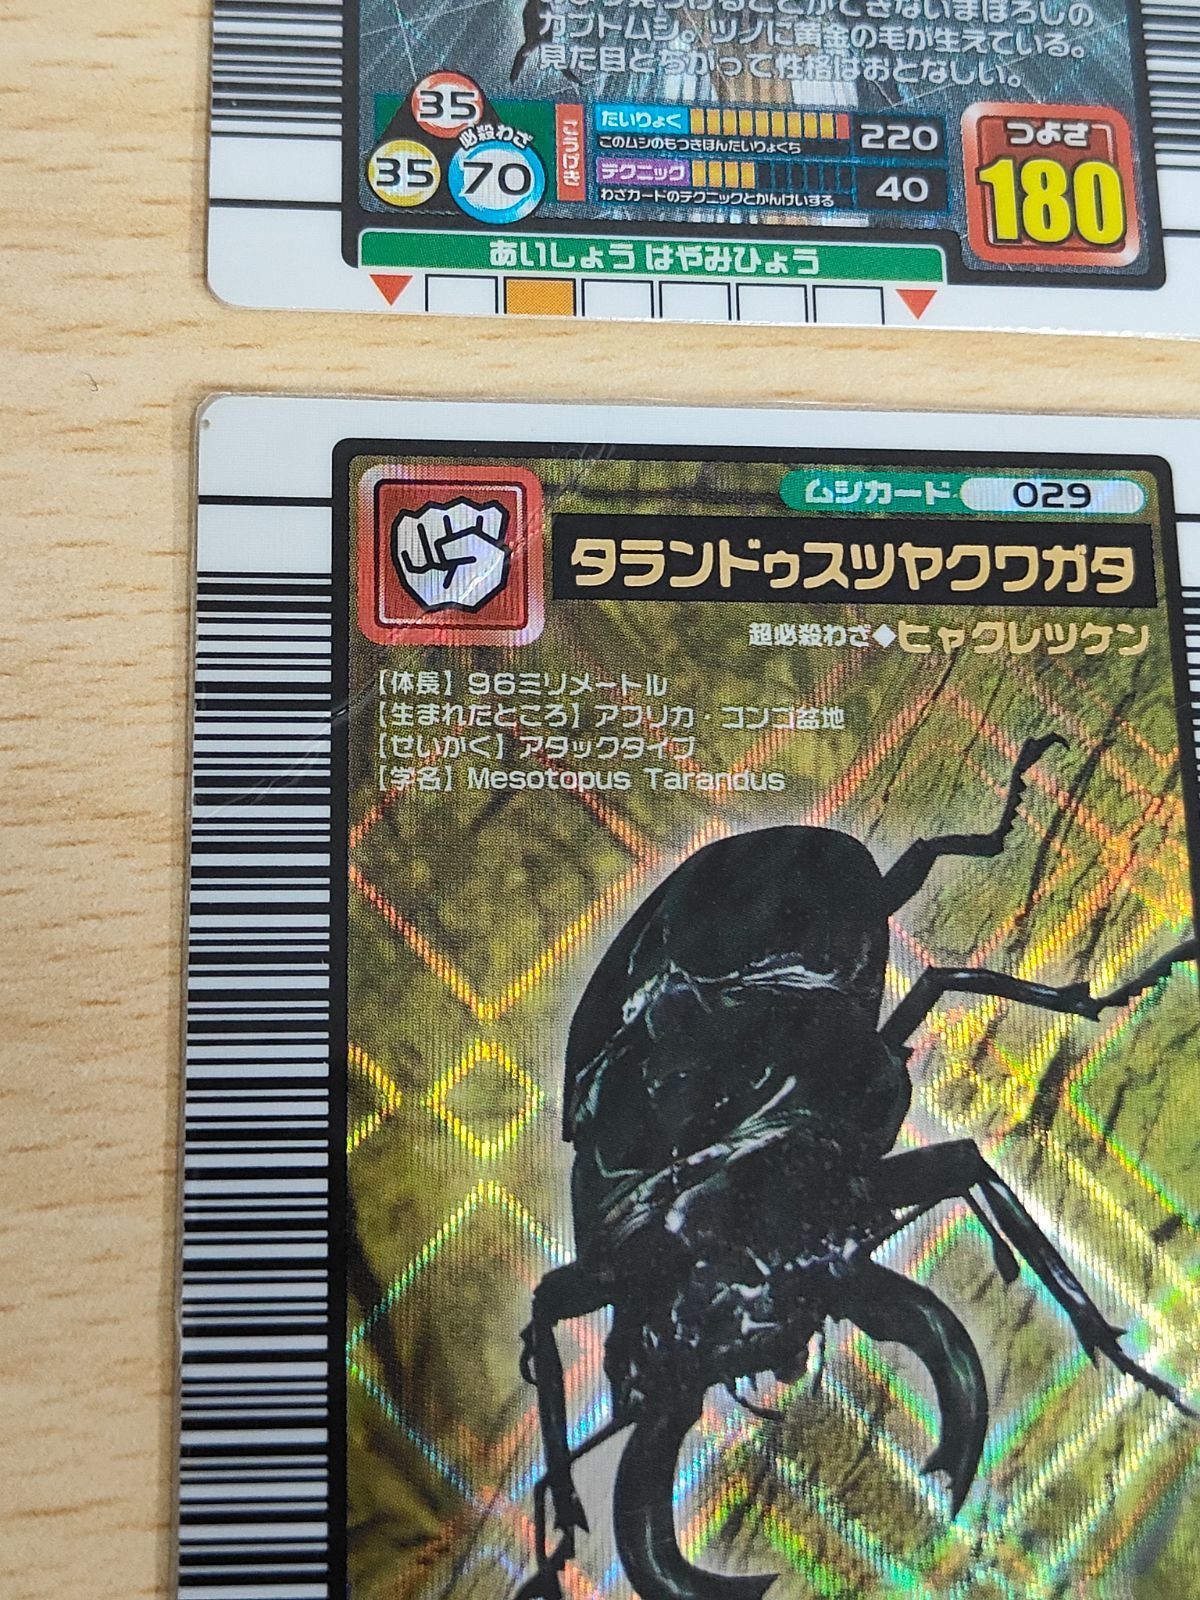 カブトムシ。ツノに黄金の毛が生えている。
見た目とちがって性格はおとなしい。
35
必殺わざ
35
70
こうげき
たいりょく
220
このムシのもつきほんたいりょくち
テクニック
40
わざカードのテクニックとかんけいする
つよさ
180
あいしょう はやみひょう
ムシカード 029
タランドゥスツヤクワガタ
超必殺わざ◆ヒャクレツケン
【体長】96ミリメートル
【生まれたところ】アフリカ・コンゴ盆地
【せいかく】アタックタイプ
【学名】Mesotopus Tarandus